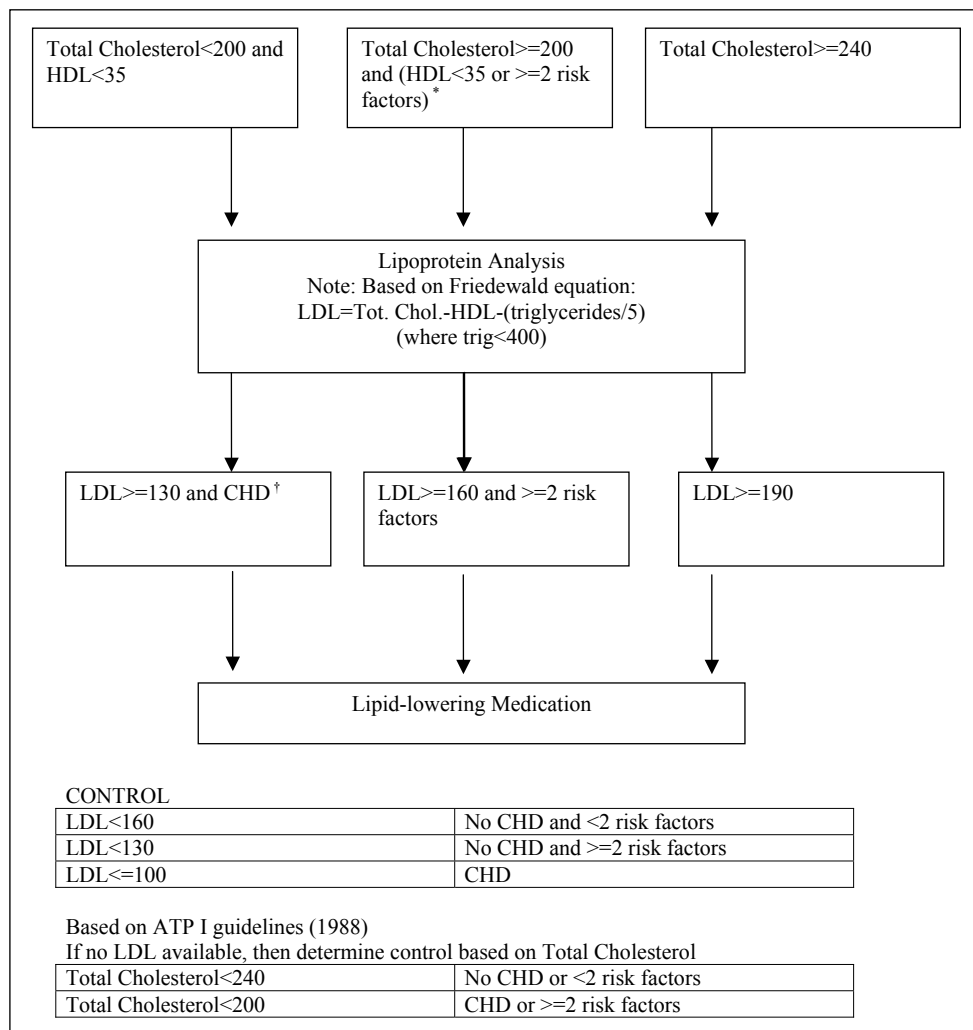 Total Cholesterol<200 and
HDL<35
Total Cholesterol>=200
and (HDL<35 or >=2 risk
factors) *
Total Cholesterol>=240
Lipoprotein Analysis
Note: Based on Friedewald equation:
LDL=Tot. Chol.-HDL-(triglycerides/5)
(where trig<400)
LDL>=130 and CHD †
LDL>=160 and >=2 risk
factors
LDL>=190
Lipid-lowering Medication
CONTROL
LDL<160 No CHD and <2 risk factors
LDL<130 No CHD and >=2 risk factors
LDL<=100 CHD
Based on ATP I guidelines (1988)
If no LDL available, then determine control based on Total Cholesterol
Total Cholesterol<240 No CHD or <2 risk factors
Total Cholesterol<200 CHD or >=2 risk factors